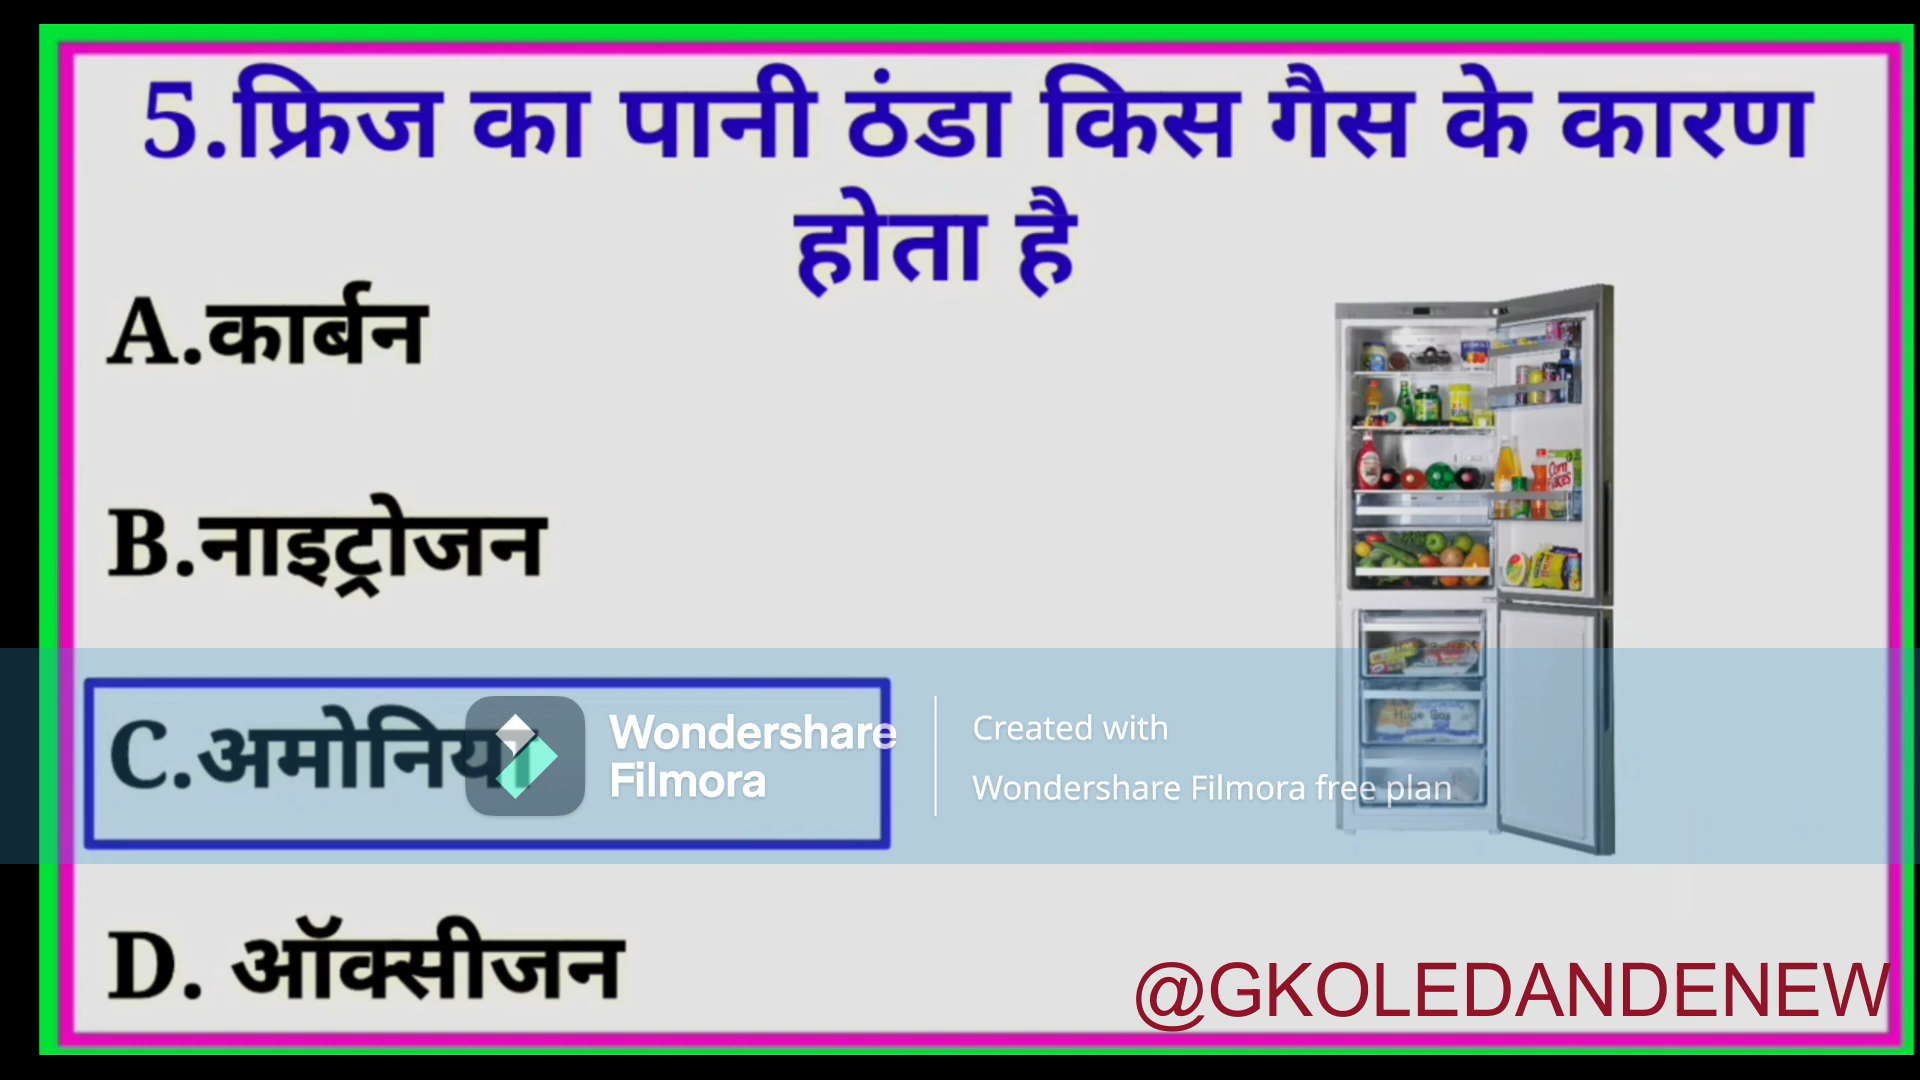 5.फ्रिज का पानी ठंडा किस गैस के कारण
होता है
A.कार्बन
B.नाइट्रोजन
C.अमोनिया
Wondershare
Filmora
Created with
Wondershare Filmora free plan
D. ऑक्सीजन
@GKOLEDANDENEW